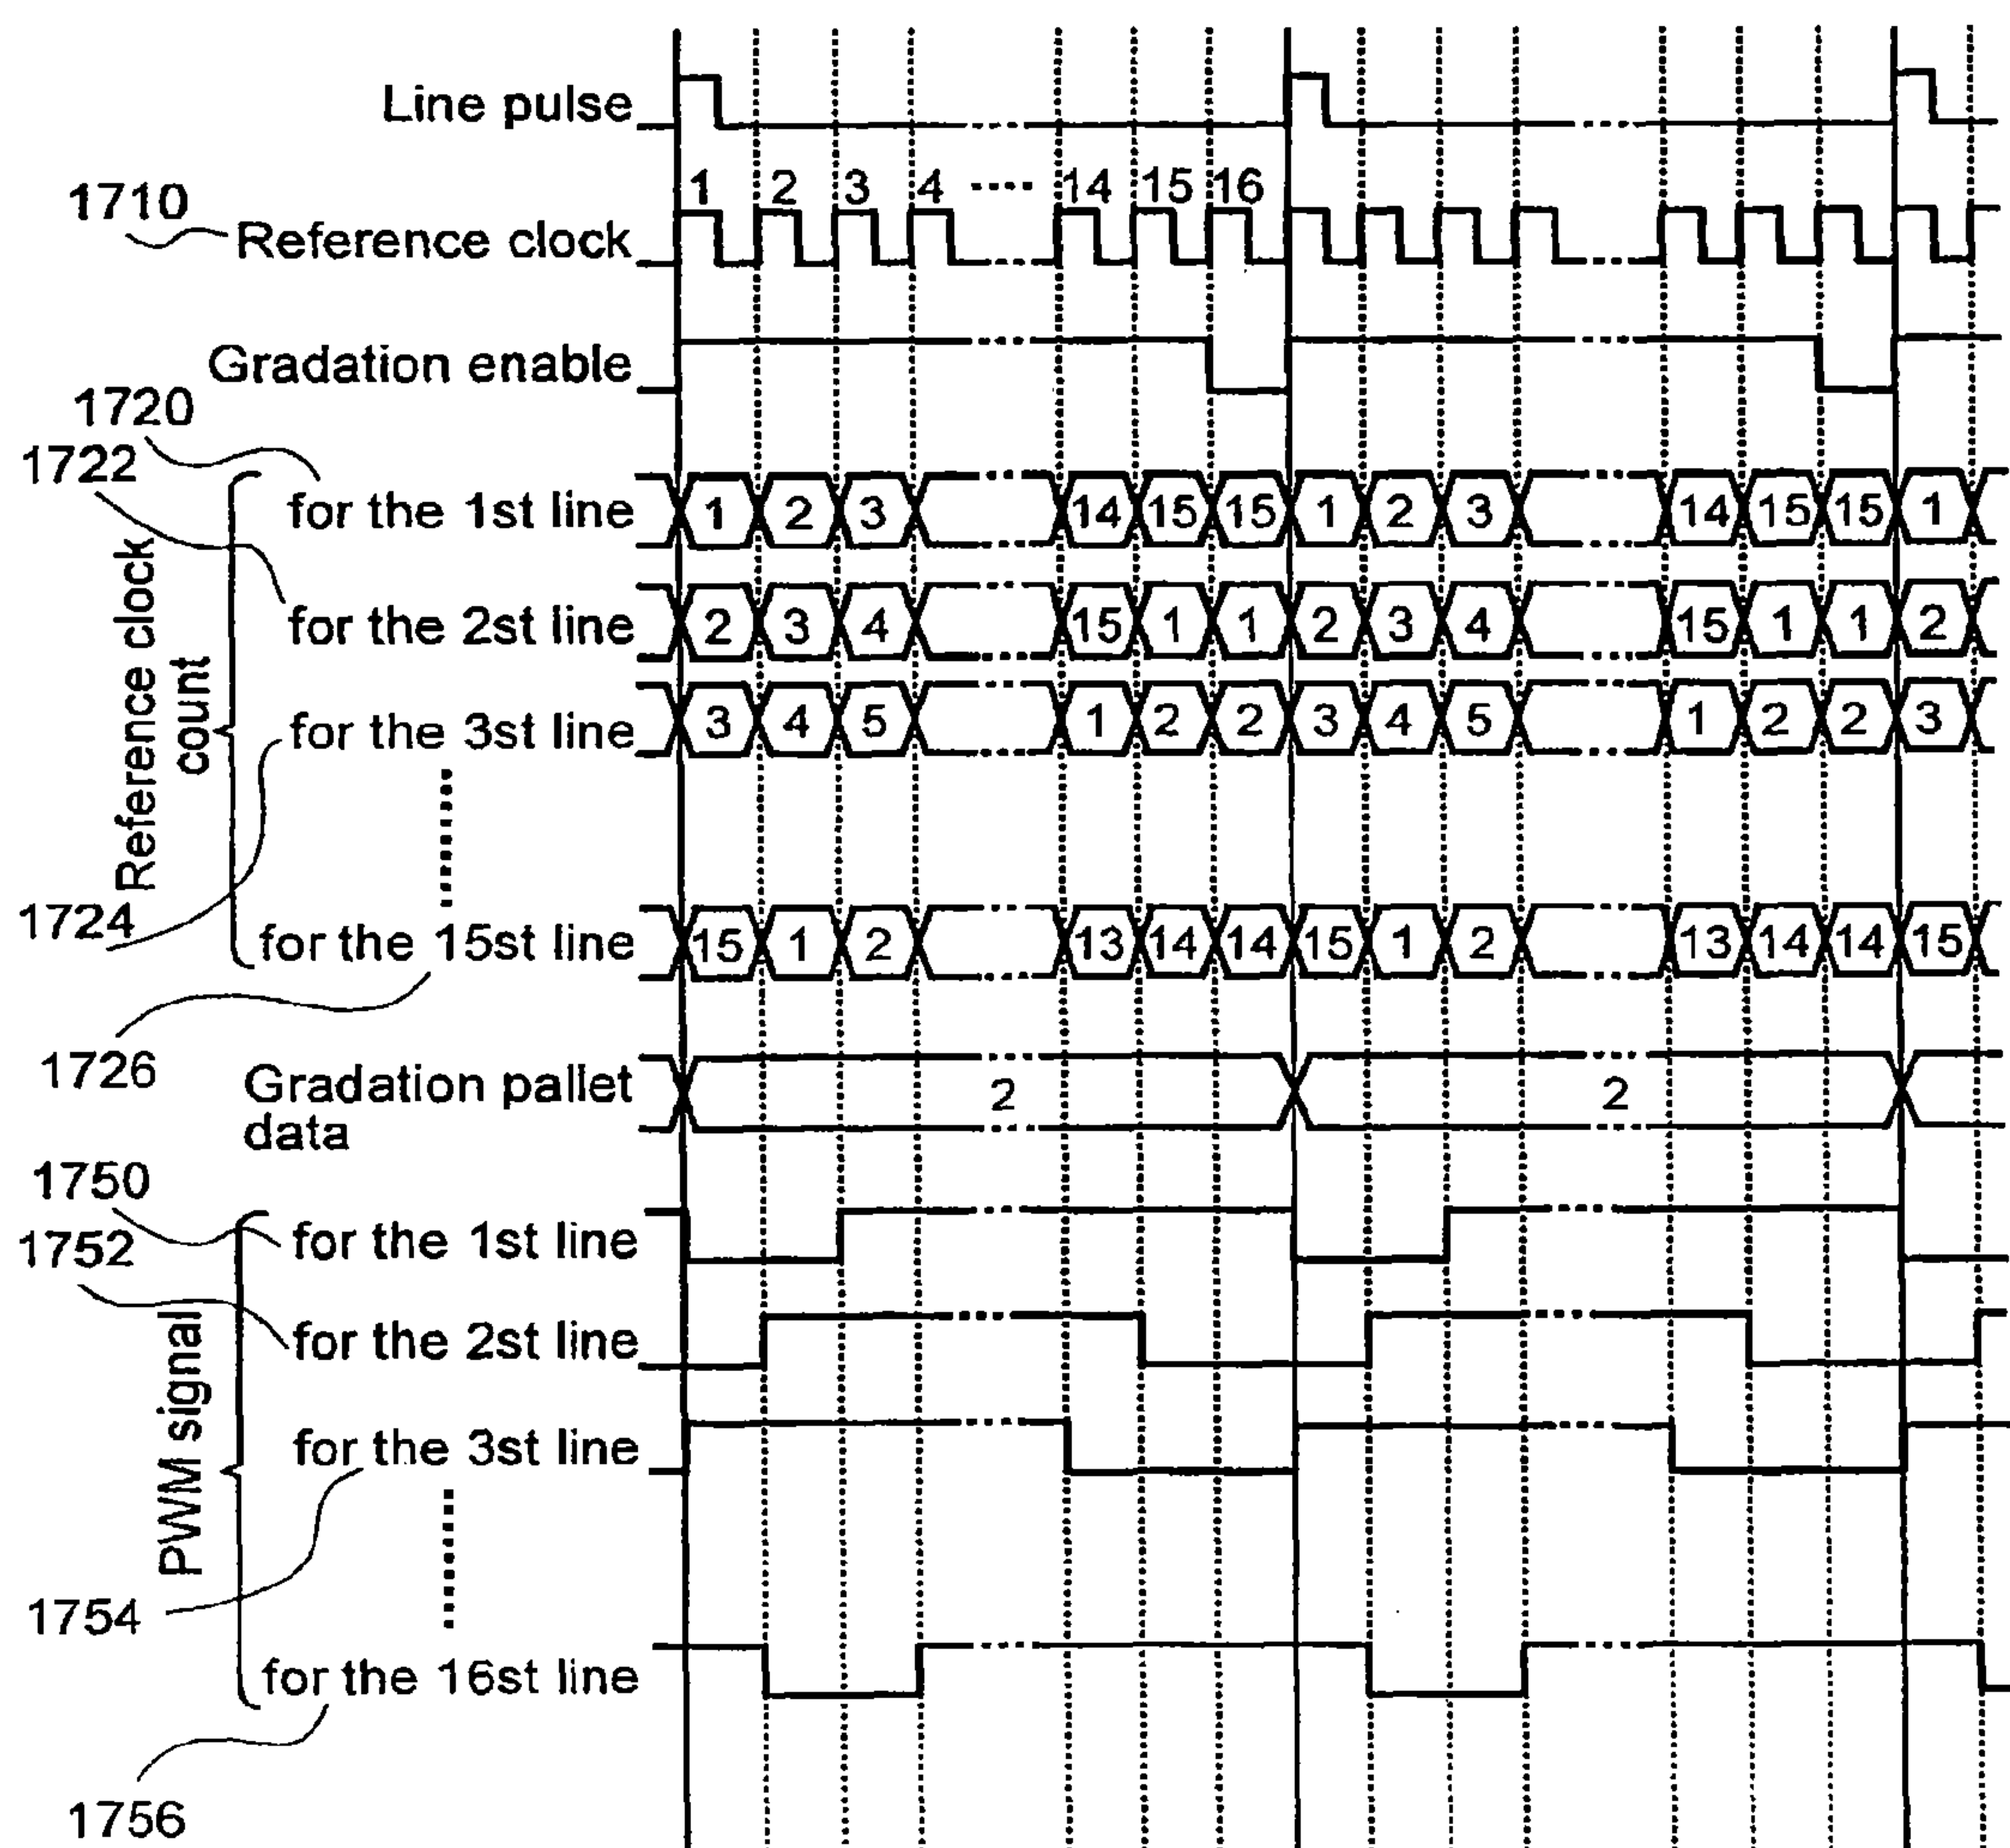 Line pulse
1 2 3 4 ···· 14 15 16
1710
Reference clock
Gradation enable
1720
1722
for the 1st line
1 2 3 14 15 15 1 2 3 14 15 15 1
for the 2st line
2 3 4 15 1 1 2 3 4 15 1 1 2
for the 3st line
3 4 5 1 2 2 3 4 5 1 2 2 3
Reference clock
count
1724
for the 15st line
15 1 2 13 14 14 15 1 2 13 14 14 15
1726
Gradation pallet
data
2 2
1750
for the 1st line
1752
for the 2st line
for the 3st line
PWM signal
1754
for the 16st line
1756